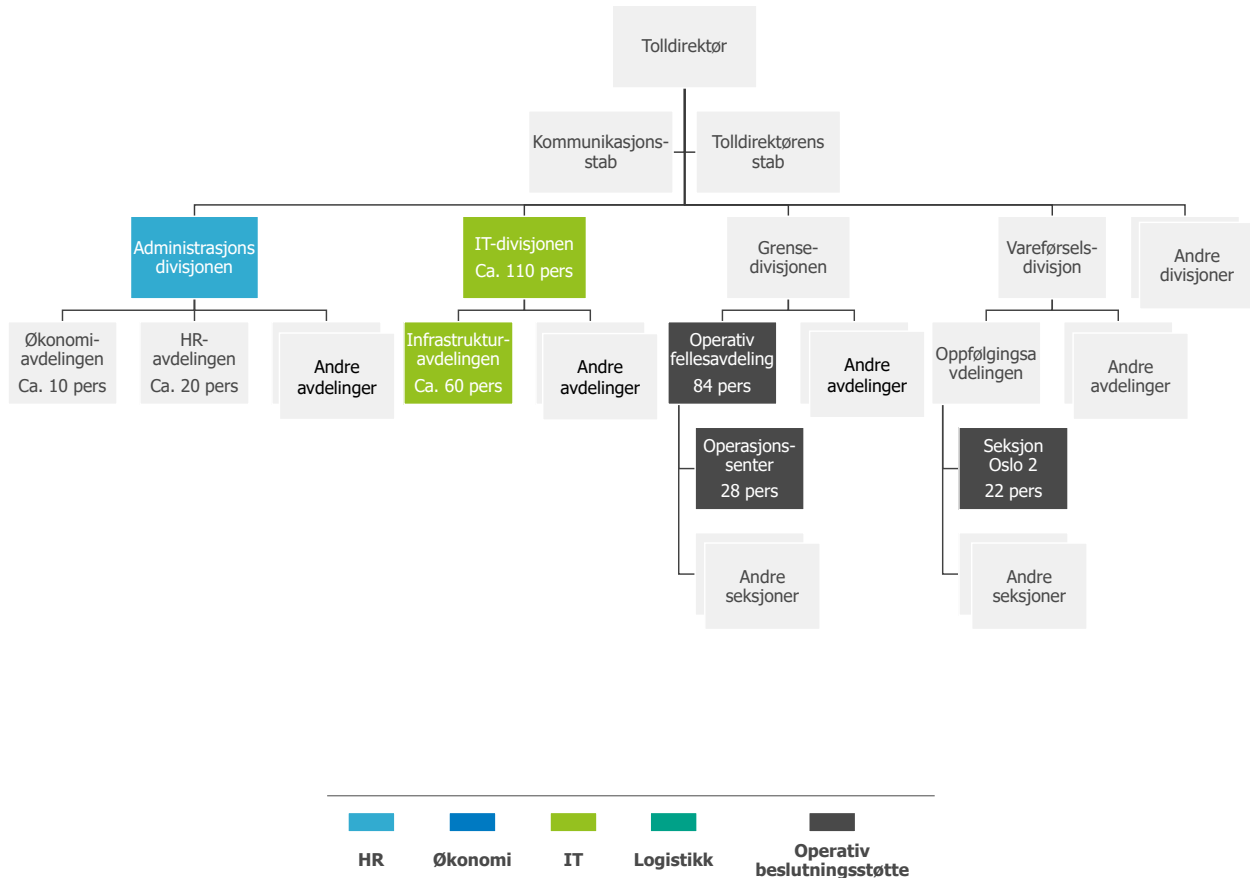 Tolldirektør
Kommunikasjons-
stab
Tolldirektørens
stab
Administrasjons
divisjonen
IT-divisjonen
Ca. 110 pers
Grense-
divisjonen
Vareførsels-
divisjon
Andre
divisjoner
Økonomi-
avdelingen
Ca. 10 pers
HR-
avdelingen
Ca. 20 pers
Andre
avdelinger
Infrastruktur-
avdelingen
Ca. 60 pers
Andre
avdelinger
Operativ
fellesavdeling
84 pers
Andre
avdelinger
Oppfølgingsa
vdelingen
Andre
avdelinger
Operasjons-
senter
28 pers
Seksjon
Oslo 2
22 pers
Andre
seksjoner
Andre
seksjoner
HR
Økonomi
IT
Logistikk
Operativ
beslutningsstøtte